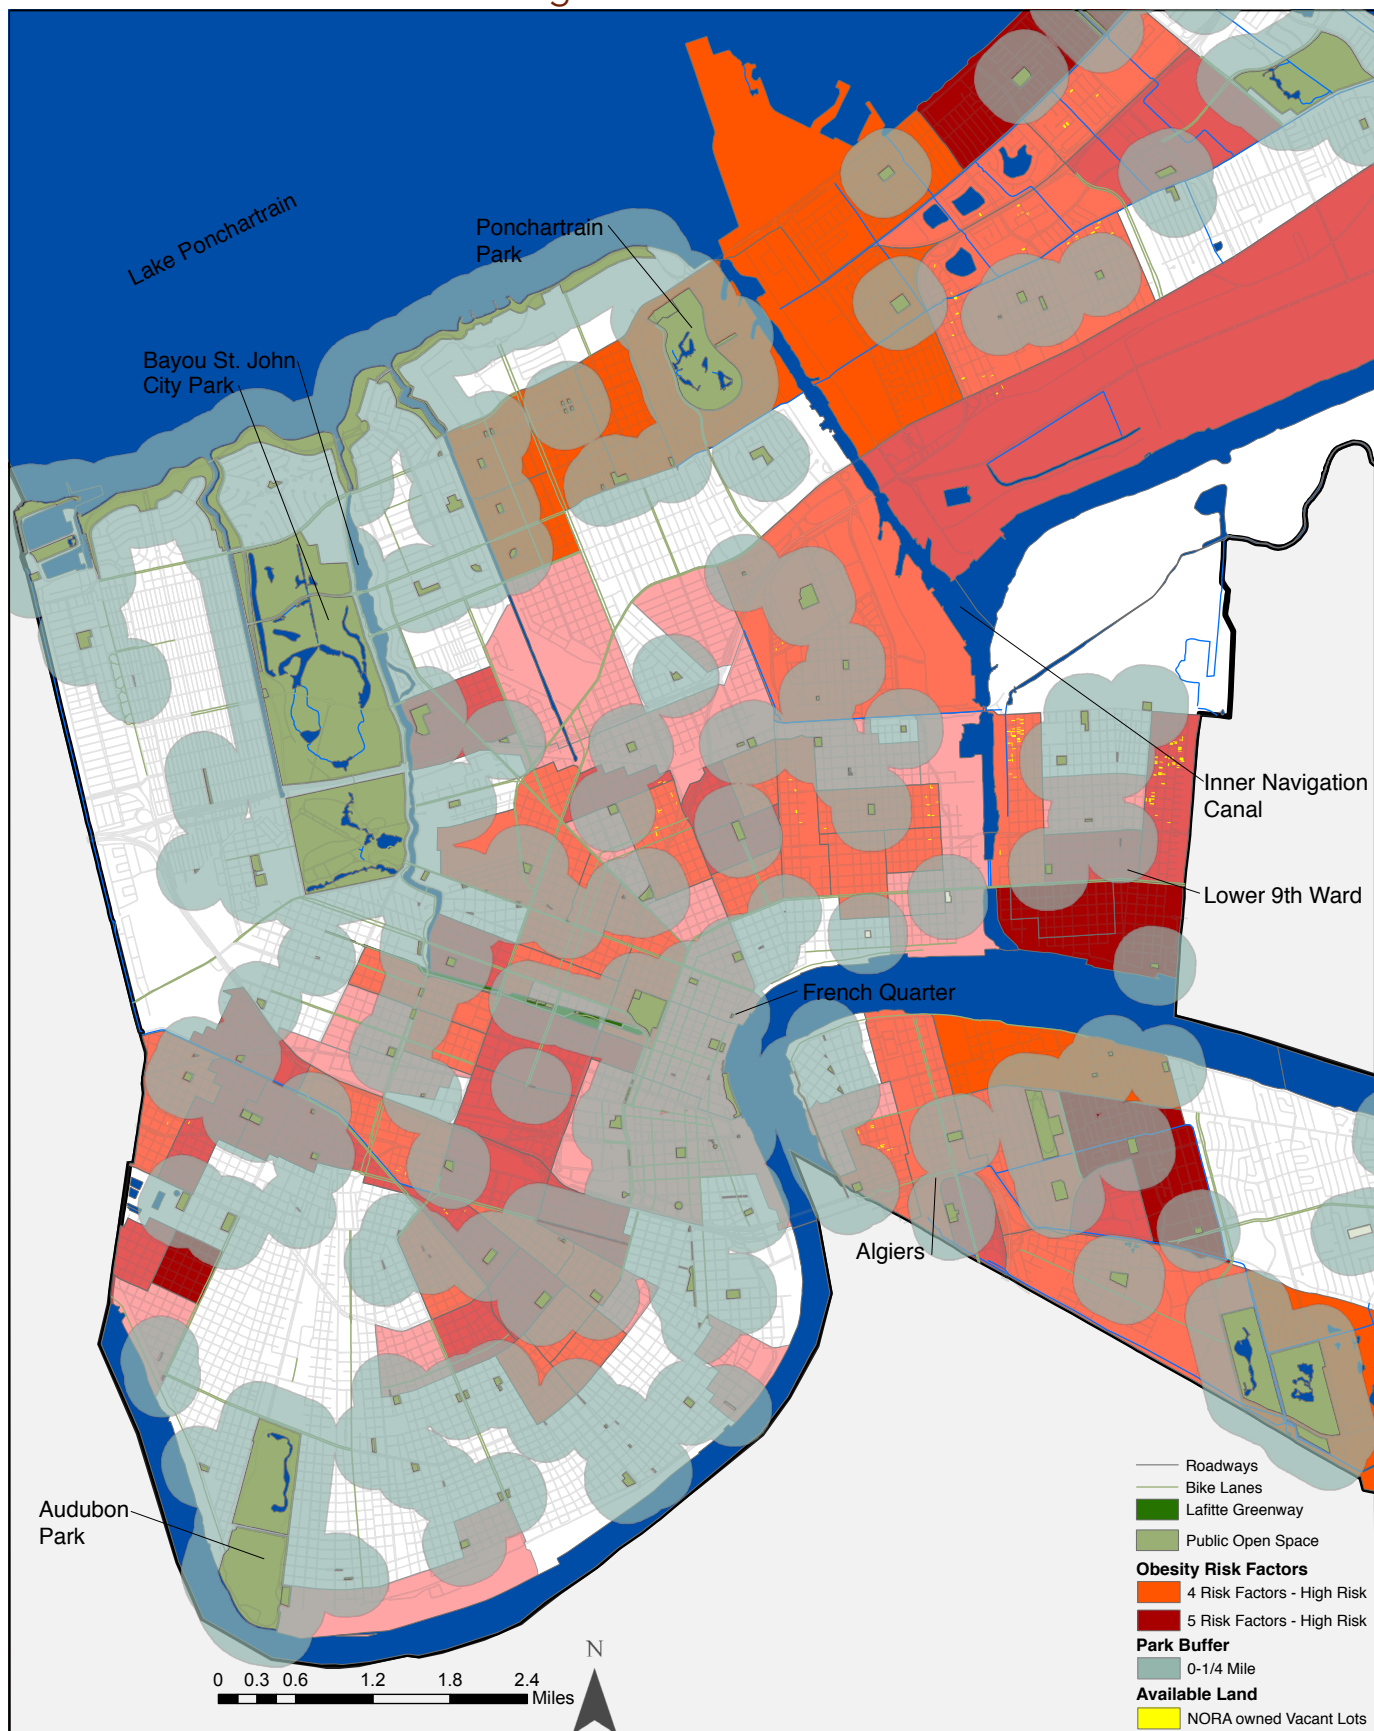 Lake Ponchartrain
Ponchartrain
Park
Bayou St. John
City Park
Inner Navigation
Canal
Lower 9th Ward
French Quarter
Algiers
Audubon
Park
Roadways
Bike Lanes
Lafitte Greenway
Public Open Space
Obesity Risk Factors
4 Risk Factors - High Risk
5 Risk Factors - High Risk
Park Buffer
0-1/4 Mile
Available Land
NORA owned Vacant Lots
N
0 0.3 0.6 1.2 1.8 2.4
Miles